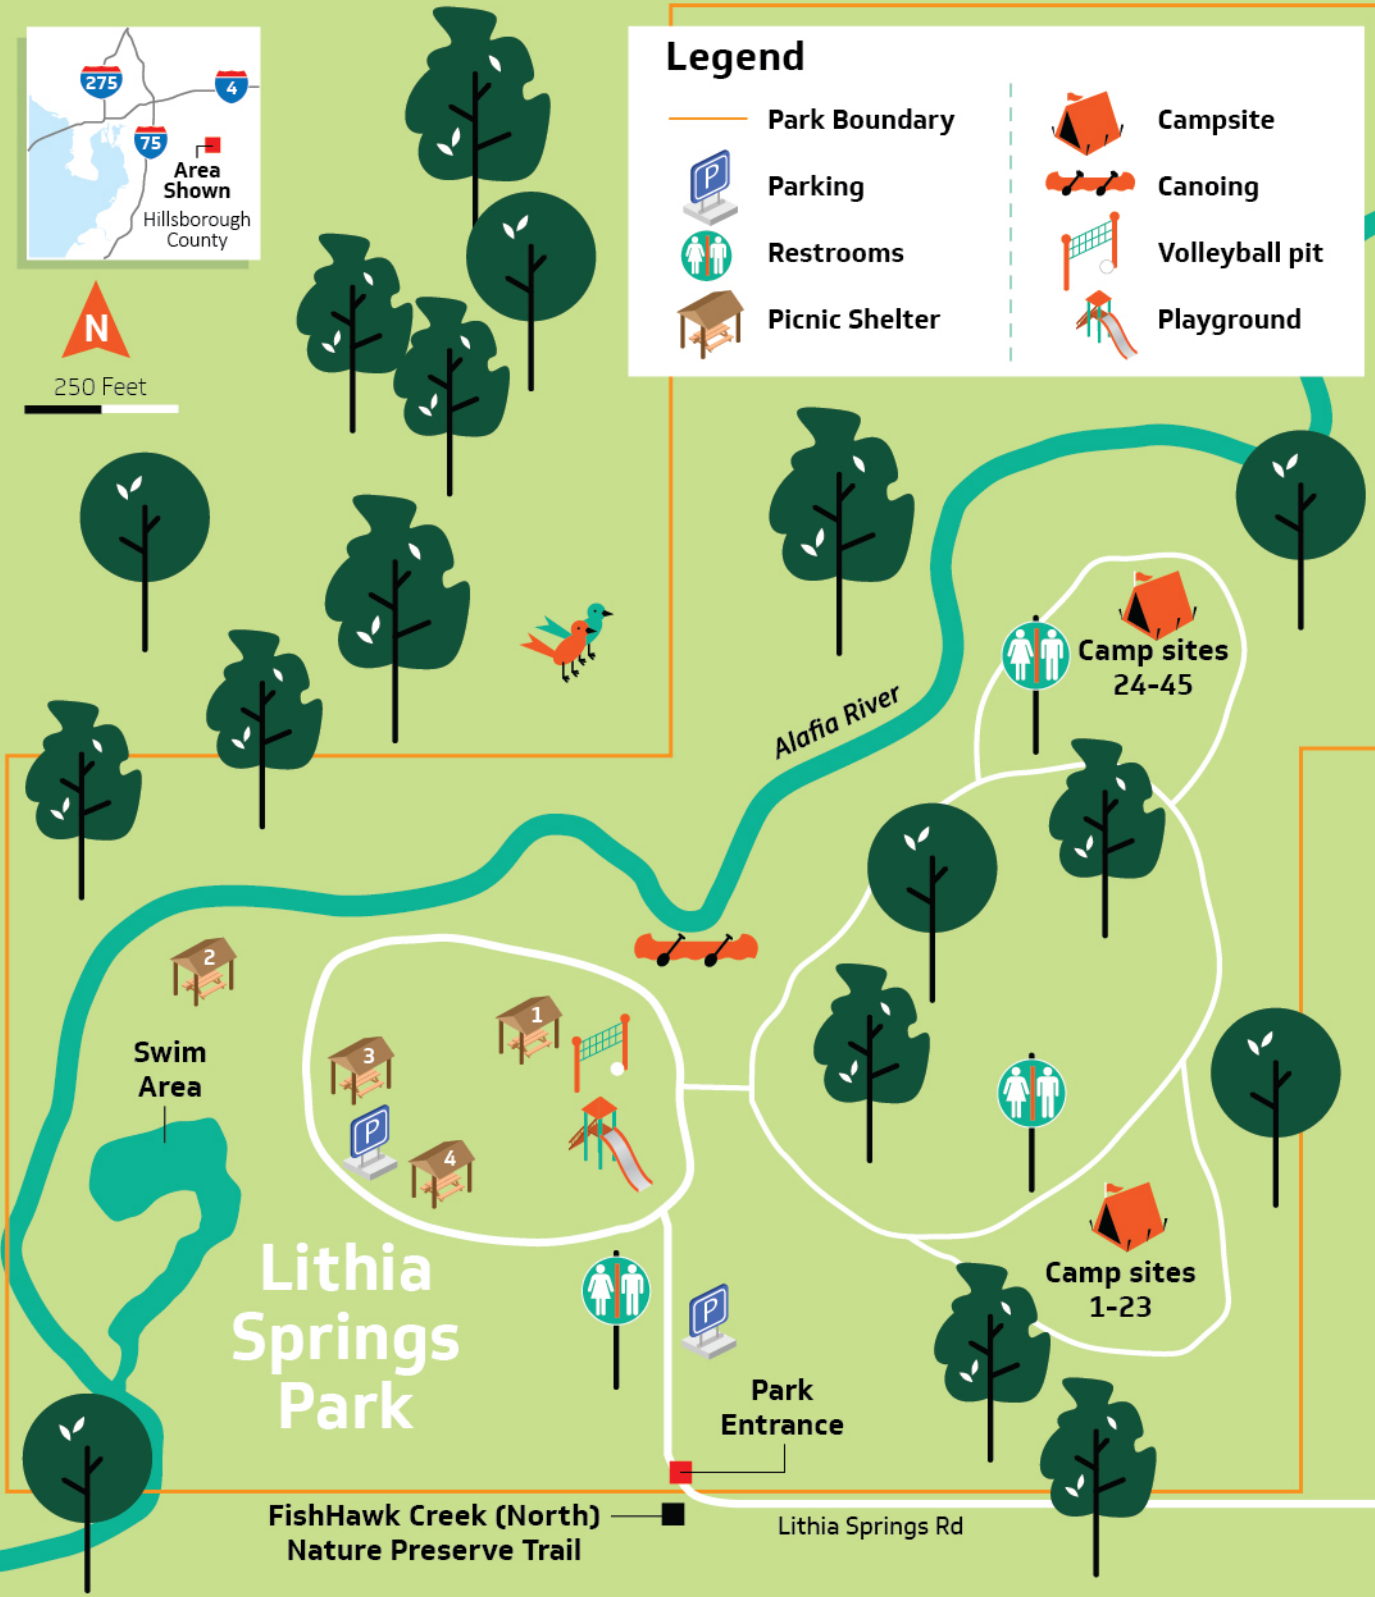 275
4
75
Area
Shown
Hillsborough
County
N
250 Feet
Legend
Park Boundary
P
Parking
Restrooms
Picnic Shelter
Campsite
Canoing
Volleyball pit
Playground
Camp sites
24-45
Alafia River
2
1
3
Swim
Area
P
4
Camp sites
1-23
Lithia
Springs
Park
P
Park
Entrance
FishHawk Creek (North)
Nature Preserve Trail
Lithia Springs Rd